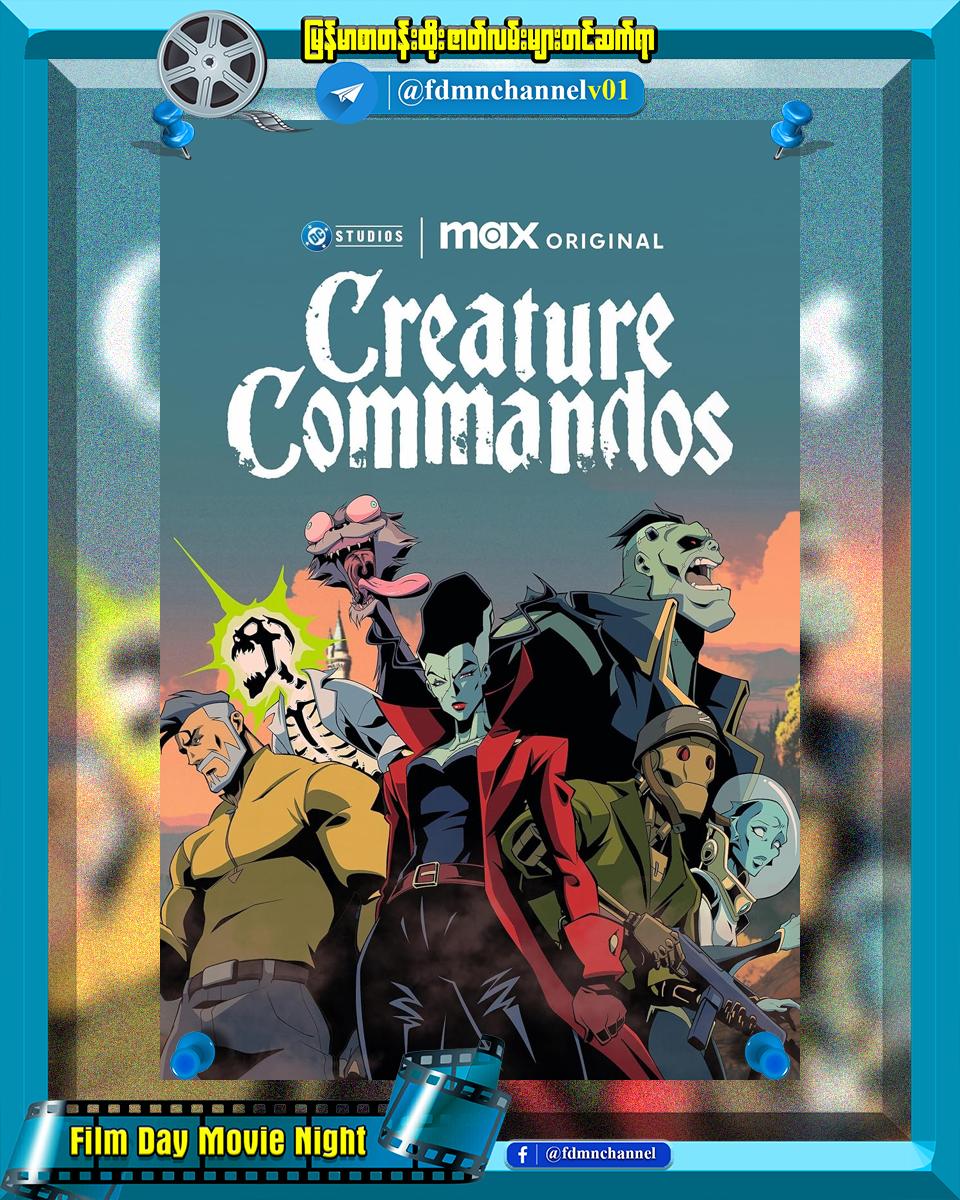 မြန်မာစာတန်းထိုးဇာတ်လမ်းများတင်ဆက်ရာ
@fdmnchannelv01
DC STUDIOS max ORIGINAL
Creature
Commandos
Film Day Movie Night
@fdmnchannel